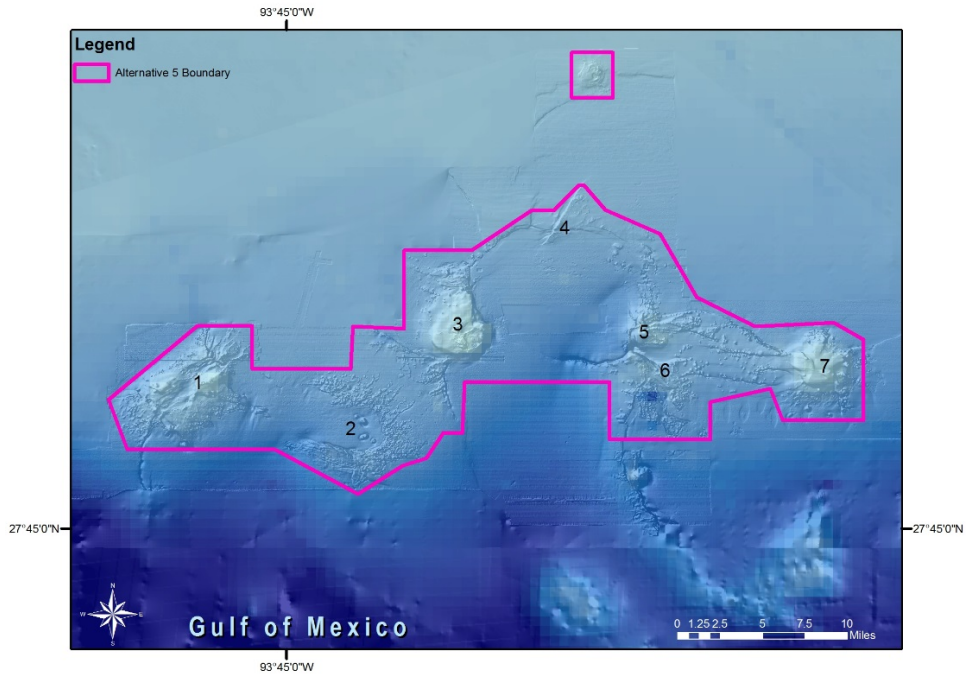 93°45'0"W
Legend
Alternative 5 Boundary
4
3
5
7
6
1
2
27°45'0"N
27°45'0"N
N
W
E
S
Gulf of Mexico
0 1.25 2.5 5 7.5 10
Miles
93°45'0"W